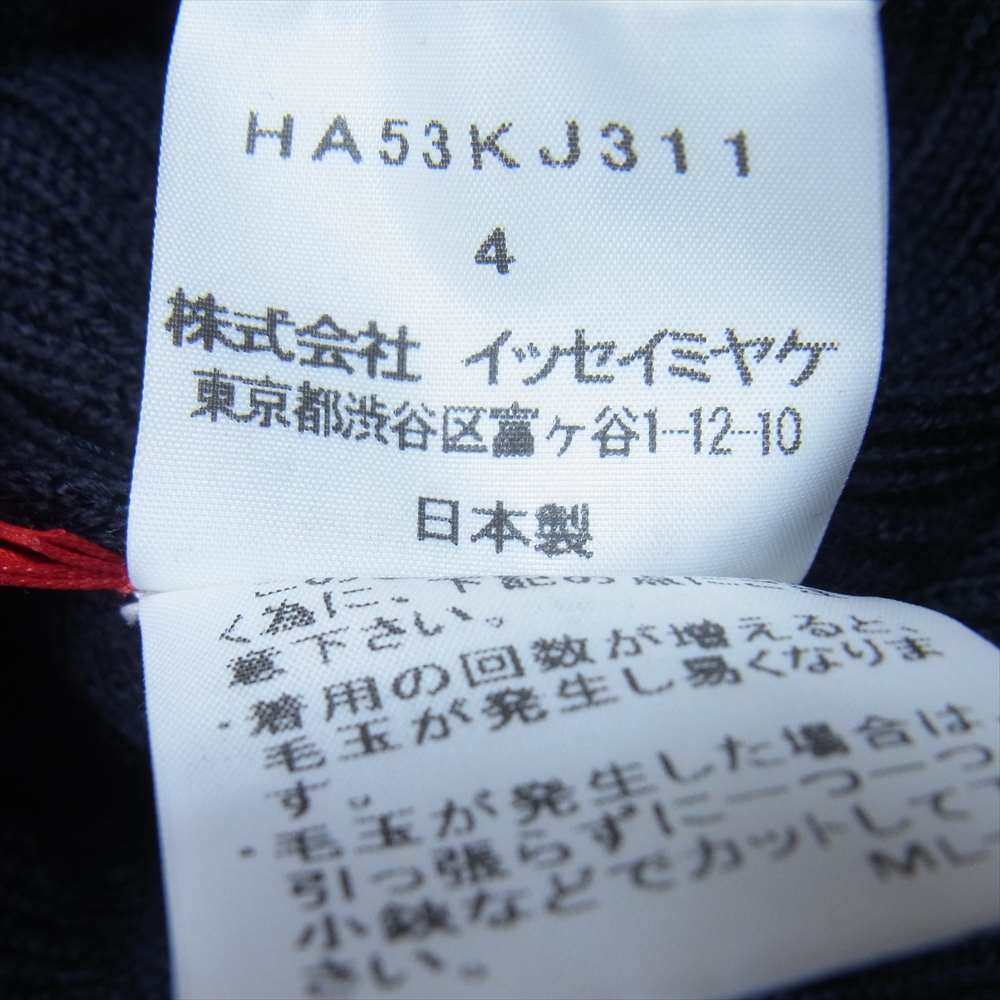 HA53KJ311
4
株式会社 イッセイミヤケ
東京都渋谷区富ヶ谷1-12-10
日本製
く為に、下記の点に
意下さい。
・着用の回数が増えると、
毛玉が発生し易くなりま
す。
・毛玉が発生した場合は、
引っ張らずに一つ一つ
小鋏などでカットして下
さい。
ML-